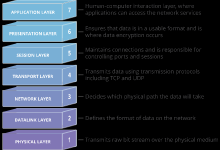 APPLICATION LAYER 7 Human-computer interaction layer, where
applications can access the network services
PRESENTATION LAYER 6 Ensures that data is in a usable format and is
where data encryption occurs
SESSION LAYER 5 Maintains connections and is responsible for
controlling ports and sessions
TRANSPORT LAYER 4 Transmits data using transmission protocols
including TCP and UDP
NETWORK LAYER 3 Decides which physical path the data will take
DATALINK LAYER 2 Defines the format of data on the network
PHYSICAL LAYER 1 Transmits raw bit stream over the physical medium